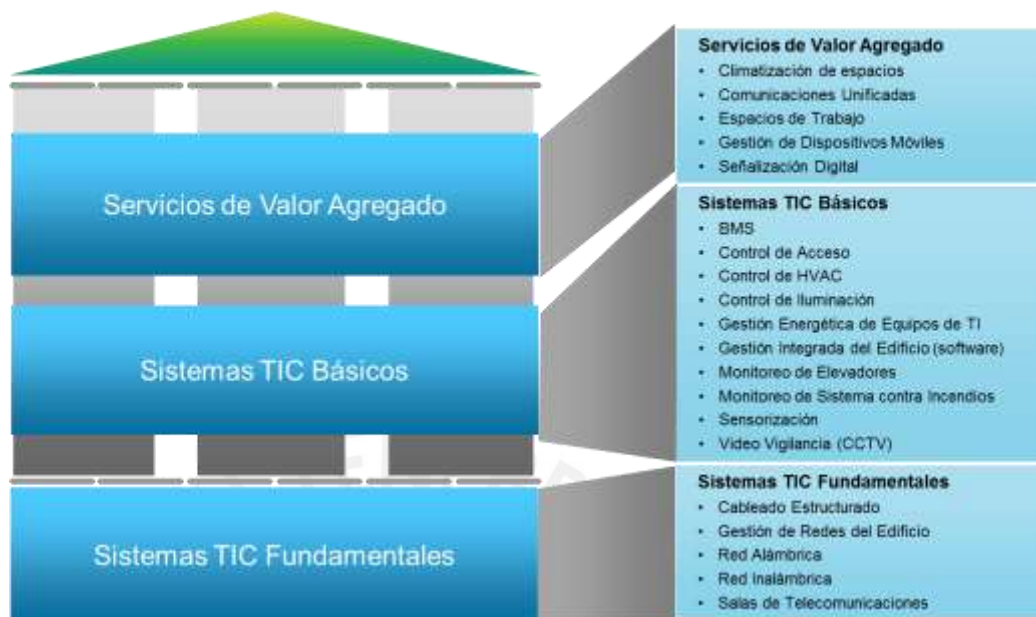 Servicios de Valor Agregado
Sistemas TIC Básicos
Sistemas TIC Fundamentales
Servicios de Valor Agregado
• Climatización de espacios
• Comunicaciones Unificadas
• Espacios de Trabajo
• Gestión de Dispositivos Móviles
• Señalización Digital
Sistemas TIC Básicos
• BMS
• Control de Acceso
• Control de HVAC
• Control de Iluminación
• Gestión Energética de Equipos de TI
• Gestión Integrada del Edificio (software)
• Monitoreo de Elevadores
• Monitoreo de Sistema contra Incendios
• Sensorización
• Video Vigilancia (CCTV)
Sistemas TIC Fundamentales
• Cableado Estructurado
• Gestión de Redes del Edificio
• Red Alámbrica
• Red Inalámbrica
• Salas de Telecomunicaciones